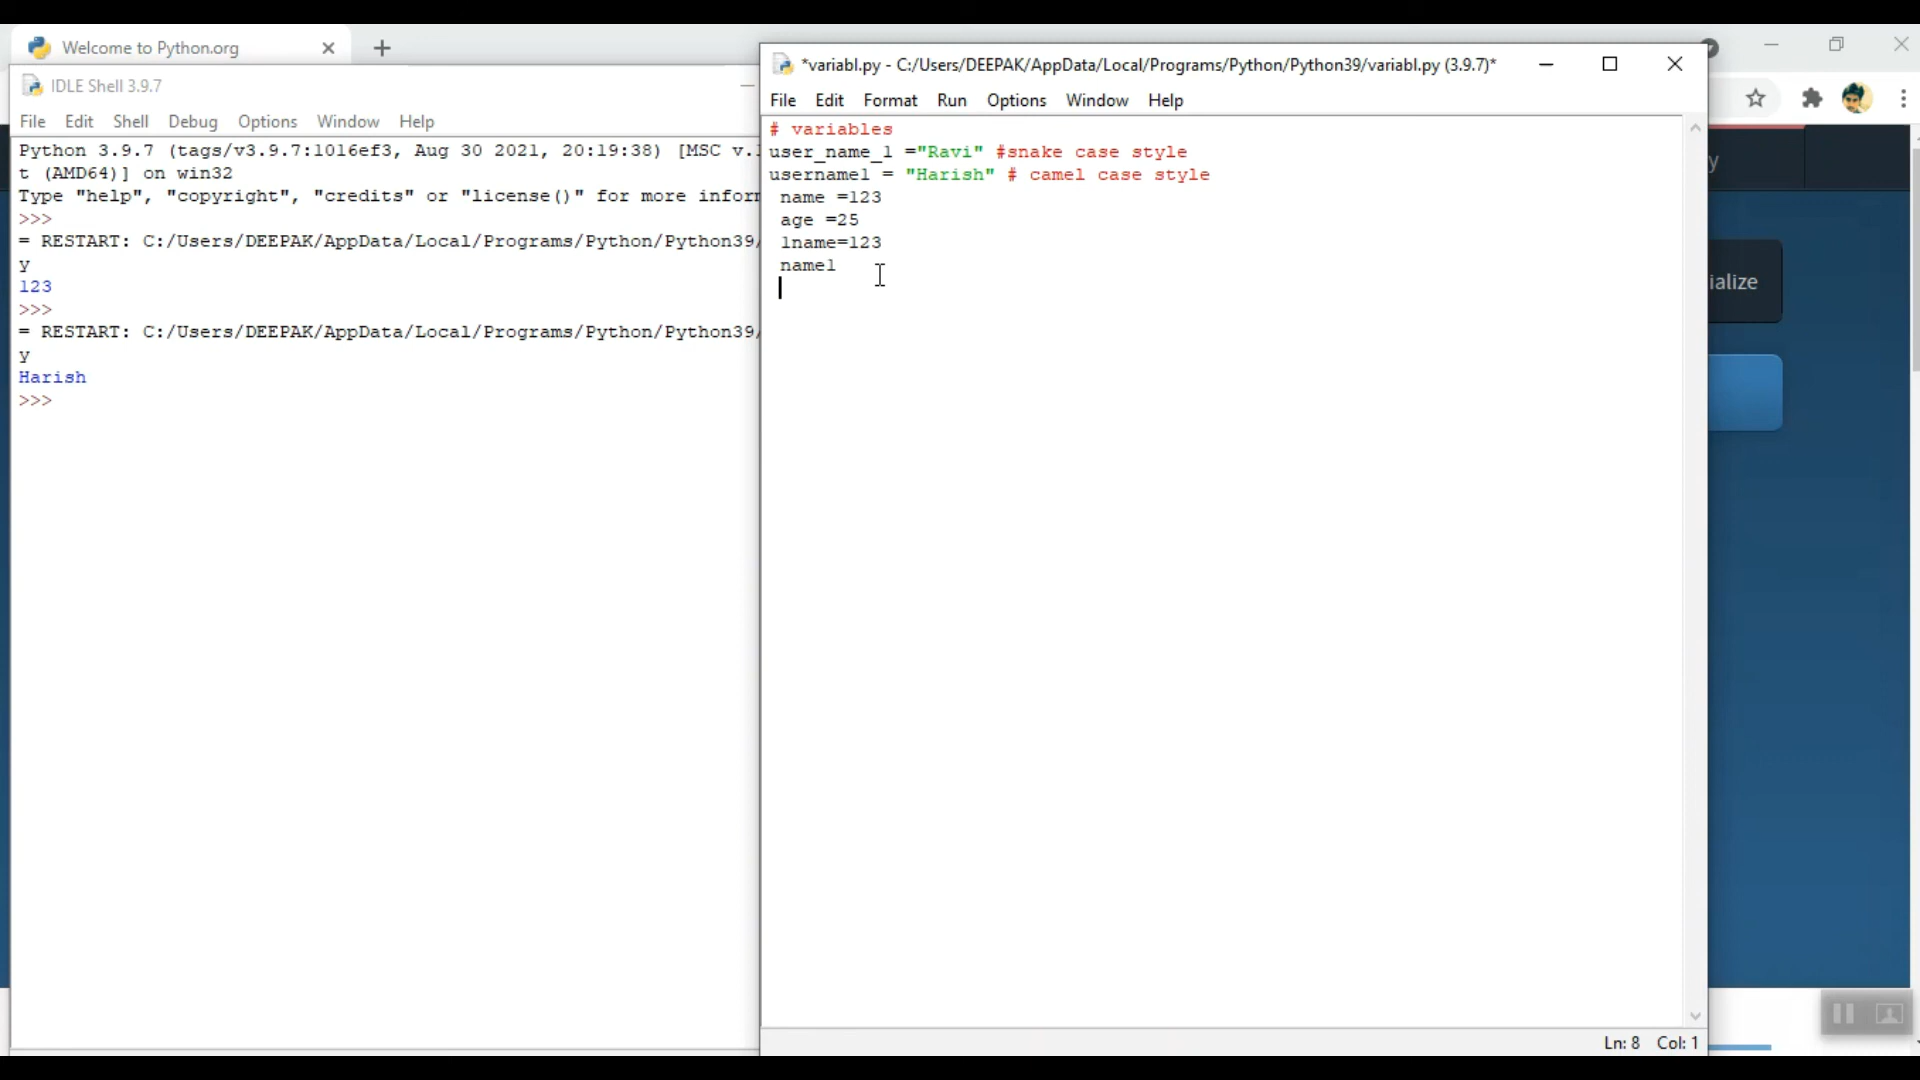 Welcome to Python.org
IDLE Shell 3.9.7
File Edit Shell Debug Options Window Help
Python 3.9.7 (tags/v3.9.7:1016ef3, Aug 30 2021, 20:19:38) [MSC v.1
t (AMD64)] on win32
Type "help", "copyright", "credits" or "license()" for more infor
>>>
= RESTART: C:/Users/DEEPAK/AppData/Local/Programs/Python/Python39/
y
123
>>>
= RESTART: C:/Users/DEEPAK/AppData/Local/Programs/Python/Python39/
y
Harish
>>>
*variabl.py - C:/Users/DEEPAK/AppData/Local/Programs/Python/Python39/variabl.py (3.9.7)*
File Edit Format Run Options Window Help
# variables
user_name_1 ="Ravi" #snake case style
username1 = "Harish" # camel case style
name =123
age =25
1name=123
name1
Ln: 8 Col: 1
y
ialize